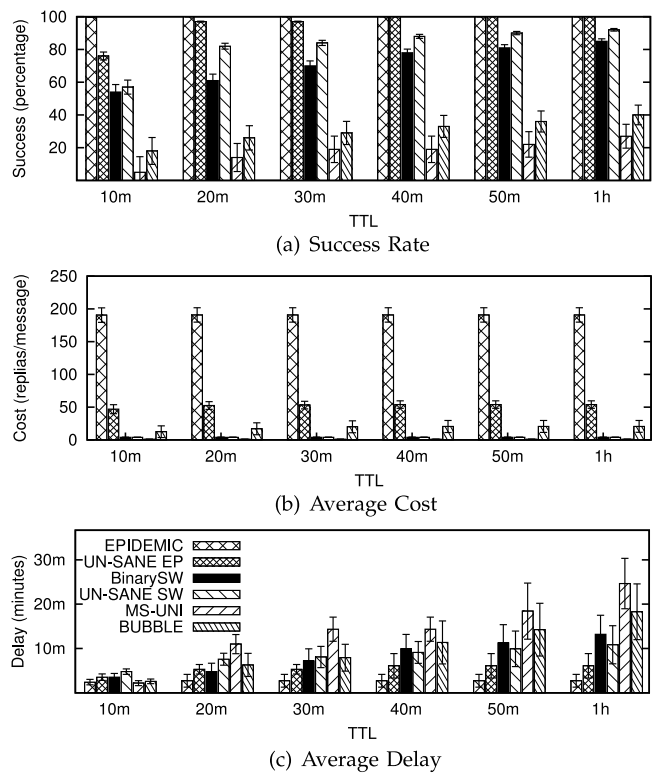 100
80
60
40
20
Success (percentage)
10m 20m 30m 40m 50m 1h
TTL
(a) Success Rate
250
200
150
100
50
0
Cost (replias/message)
10m 20m 30m 40m 50m 1h
TTL
(b) Average Cost
EPIDEMIC
UN-SANE EP
BinarySW
UN-SANE SW
MS-UNI
BUBBLE
30m
20m
10m
Delay (minutes)
10m 20m 30m 40m 50m 1h
TTL
(c) Average Delay